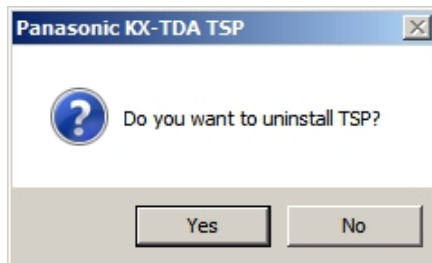 Panasonic KX-TDA TSP
Do you want to uninstall TSP?
Yes
No